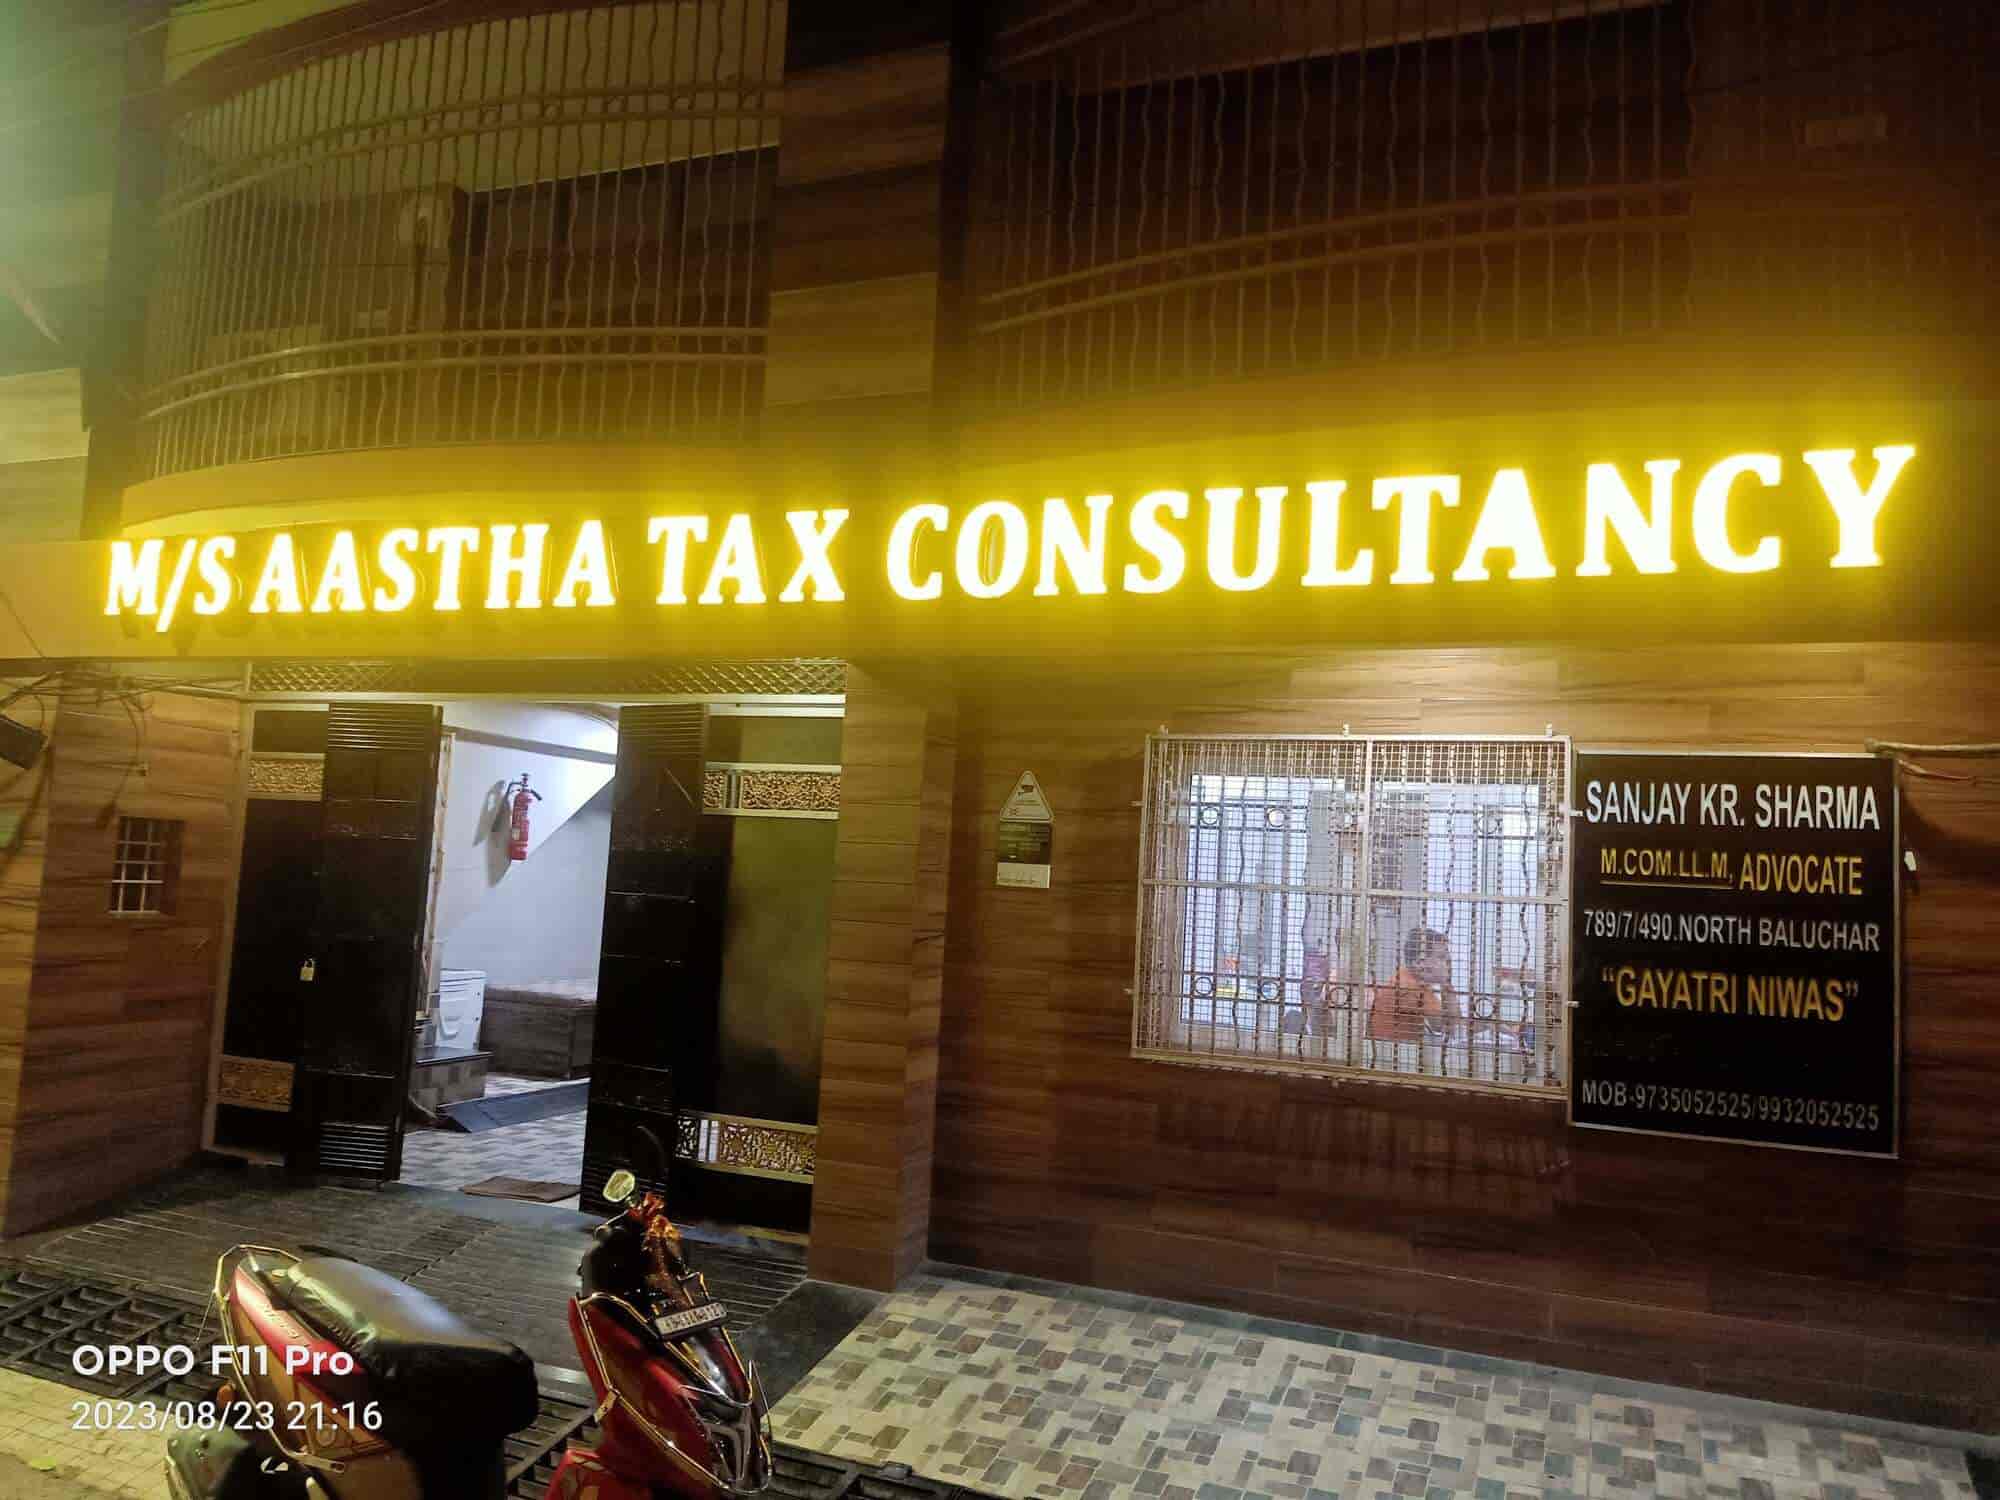 M/S AASTHA TAX CONSULTANCY
SANJAY KR. SHARMA
M.COM.LL.M, ADVOCATE
789/7/490.NORTH BALUCHAR
"GAYATRI NIWAS"
MOB-9735052525/9932052525
OPPO F11 Pro
2023/08/23 21:16